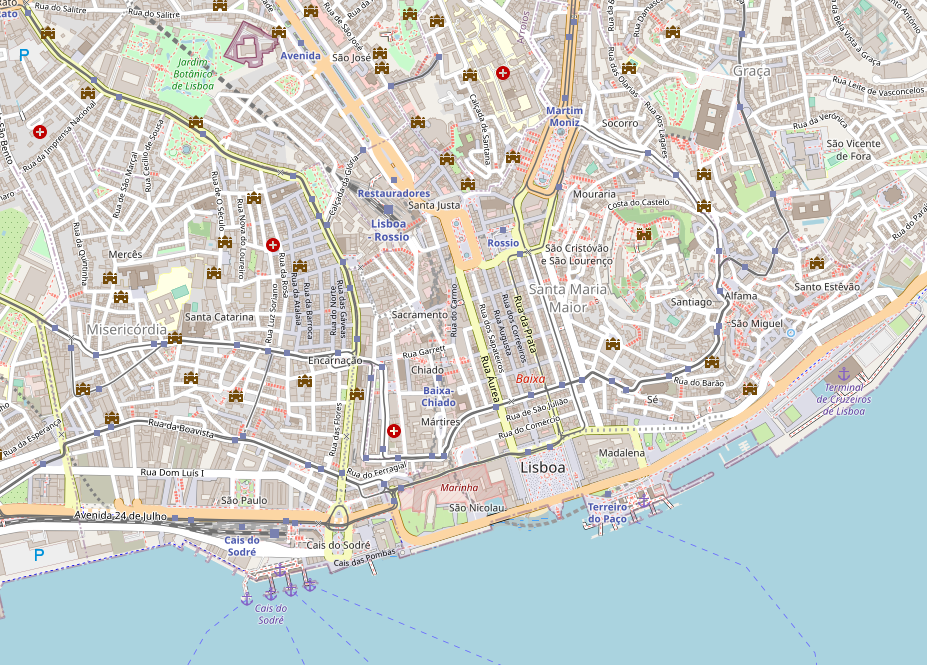 Rua do Salitre
Rua do Salitre
Jardim
Botânico
de Lisboa
Avenida
São José
Rua de São José
Graça
Rua Damasc
Rua das Olarias
Rua dos Lagares
Rua Leite de Vasconcelos
Rua da Verónica
São Vicente
de Fora
Martim
Moniz
Socorro
Calçada de Santana
Rua da Imprensa Nacional
São Bento
Rua Cecílio de Sousa
Rua de São Marçal
Calçada da Glória
Restauradores
Santa Justa
Lisboa
- Rossio
Rossio
Mouraria
Costa do Castelo
São Cristóvão
e São Lourenço
Rua de O Século
Rua Nova do Loureiro
Rua da Quintinha
Mercês
Rua da Rosa
Rua da Atalaia
Rua da Barroca
Rua do Norte
Rua das Gáveas
Rua Luz Soriano
Santa Catarina
Misericórdia
Santa Maria
Maior
Santiago
Alfama
Santo Estêvão
São Miguel
Sacramento
Rua do Carmo
Rua dos Sapateiros
Rua Augusta
Rua dos Correeiros
Rua da Prata
Rua Áurea
Rua Garrett
Encarnação
Chiado
Baixa
Baixa-
Chiado
Mártires
Rua do Barão
Sé
Rua de São Julião
Rua do Comércio
Terminal
de Cruzeiros
de Lisboa
Rua da Esperança
Rua da Boavista
Rua das Flores
Rua do Ferragial
Rua Dom Luís I
Lisboa
Madalena
Marinha
São Paulo
São Nicolau
Terreiro
do Paço
Avenida 24 de Julho
Cais do
Sodré
Cais do Sodré
Cais das Pombas
P
P
Cais do
Sodré